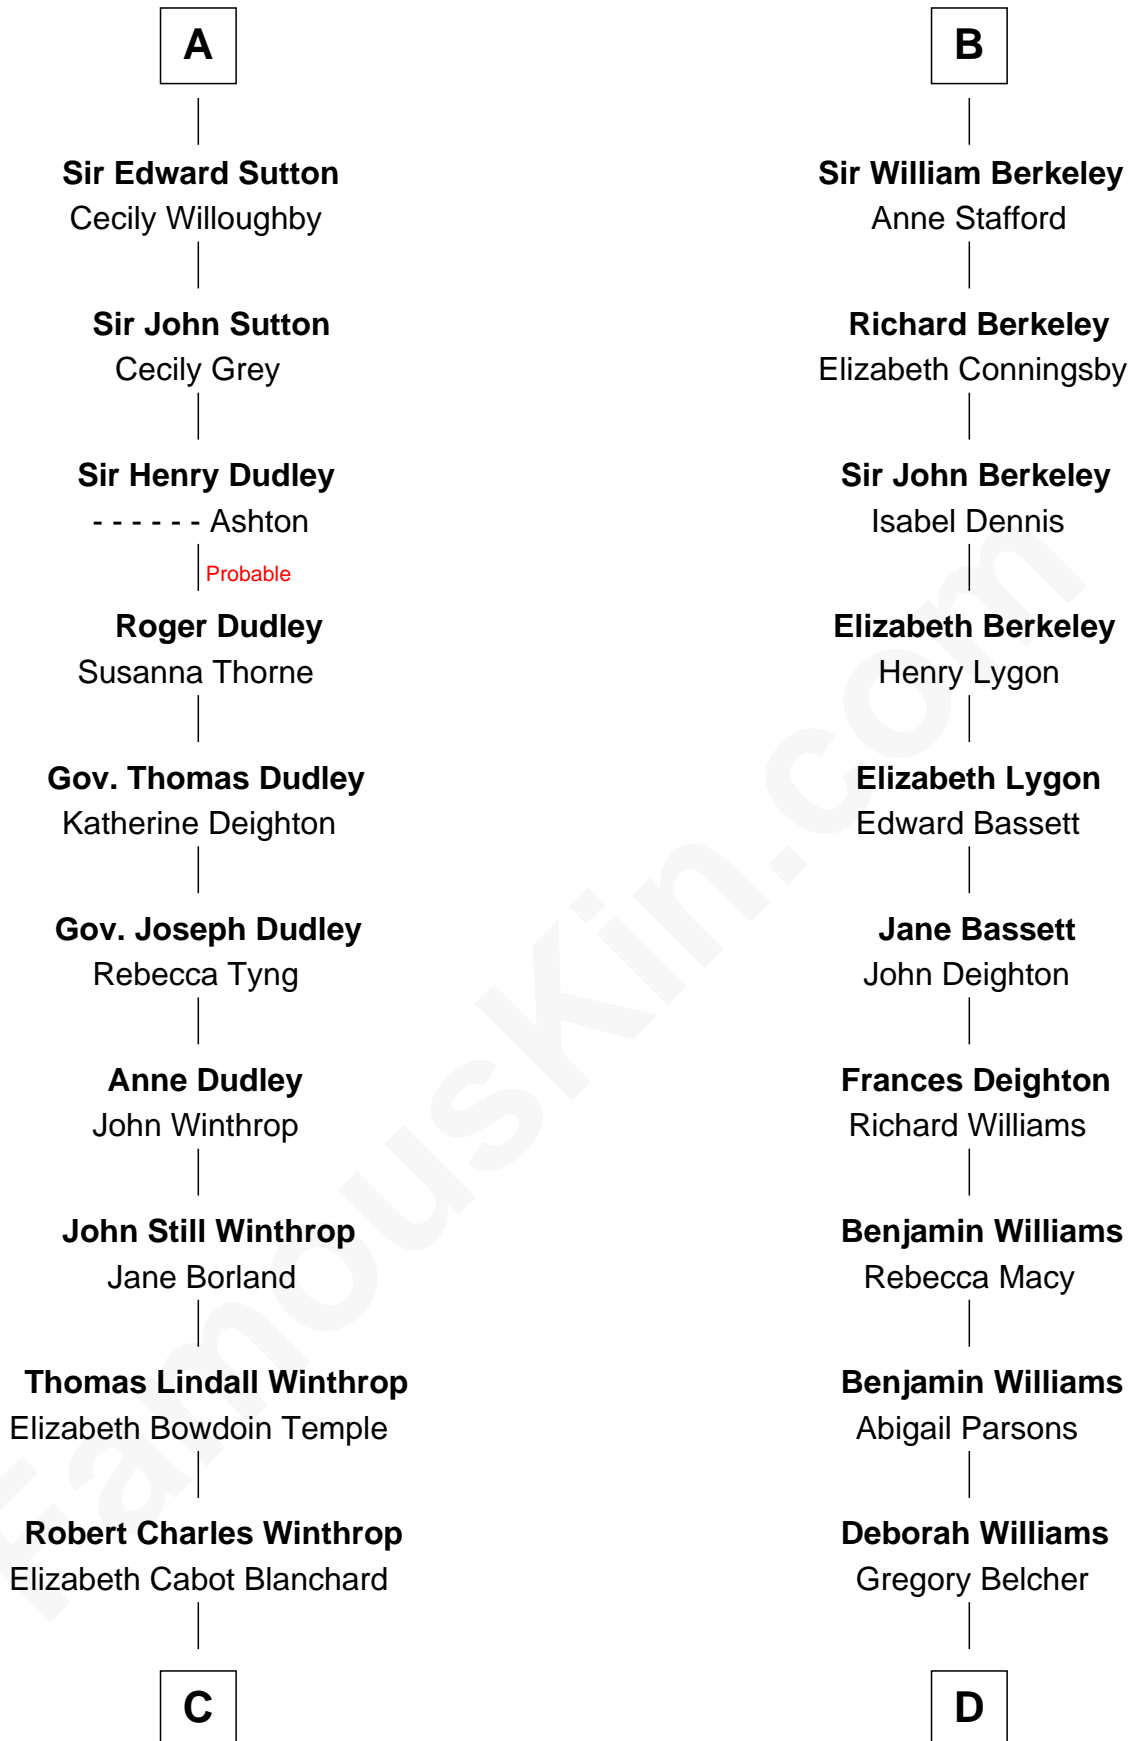 A
Sir Edward Sutton
Cecily Willoughby
Sir John Sutton
Cecily Grey
Sir Henry Dudley
- - - - - - Ashton
Probable
Roger Dudley
Susanna Thorne
Gov. Thomas Dudley
Katherine Deighton
Gov. Joseph Dudley
Rebecca Tyng
Anne Dudley
John Winthrop
John Still Winthrop
Jane Borland
Thomas Lindall Winthrop
Elizabeth Bowdoin Temple
Robert Charles Winthrop
Elizabeth Cabot Blanchard
C
B
Sir William Berkeley
Anne Stafford
Richard Berkeley
Elizabeth Conningsby
Sir John Berkeley
Isabel Dennis
Elizabeth Berkeley
Henry Lygon
Elizabeth Lygon
Edward Bassett
Jane Bassett
John Deighton
Frances Deighton
Richard Williams
Benjamin Williams
Rebecca Macy
Benjamin Williams
Abigail Parsons
Deborah Williams
Gregory Belcher
D
FamousKin.com